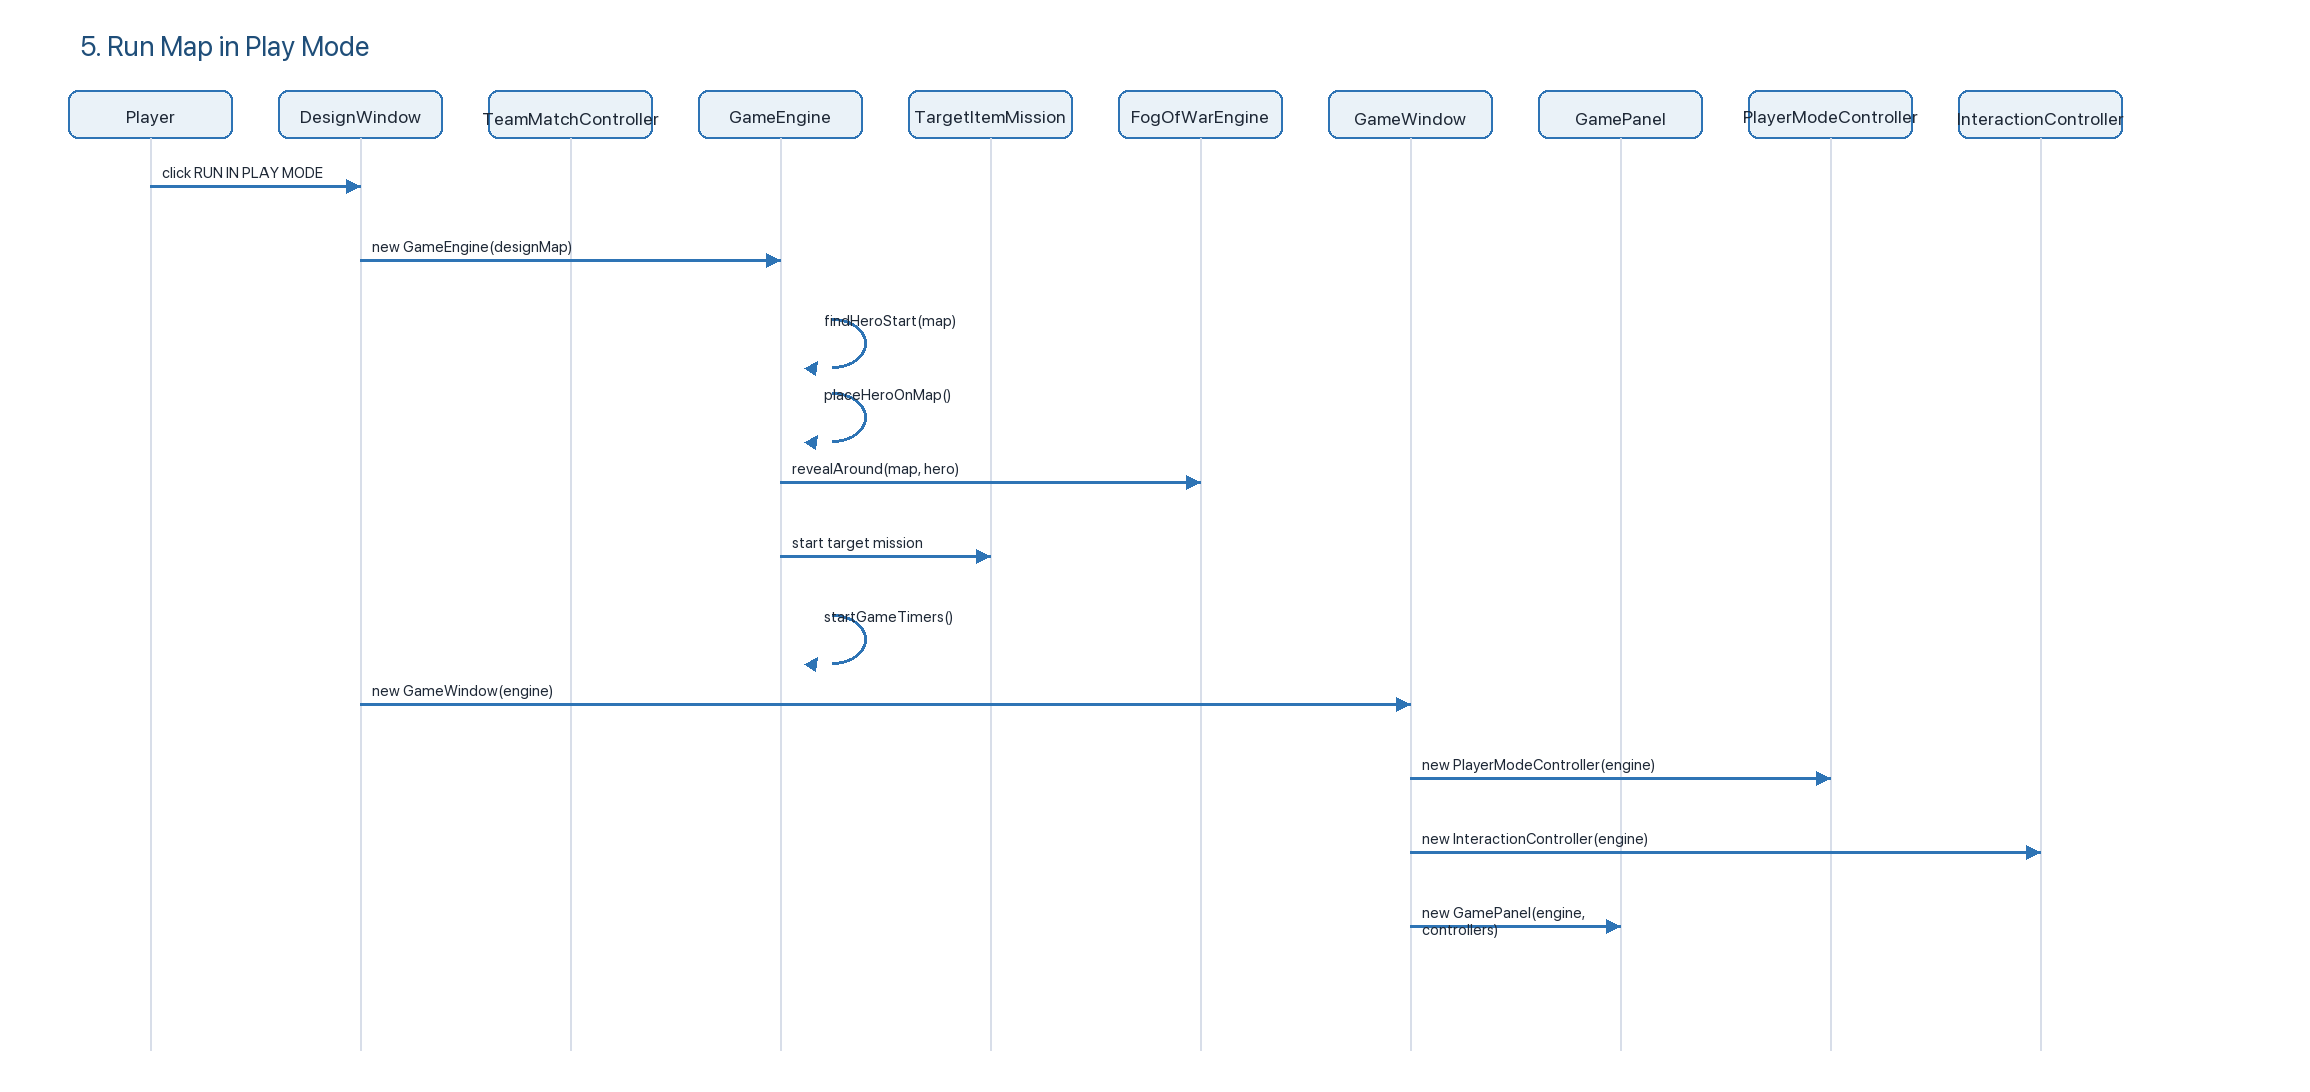 5. Run Map in Play Mode
Player
DesignWindow
TeamMatchController
GameEngine
TargetItemMission
FogOfWarEngine
GameWindow
GamePanel
PlayerModeController
InteractionController
click RUN IN PLAY MODE
new GameEngine(designMap)
findHeroStart(map)
placeHeroOnMap()
revealAround(map, hero)
start target mission
startGameTimers()
new GameWindow(engine)
new PlayerModeController(engine)
new InteractionController(engine)
new GamePanel(engine,
controllers)